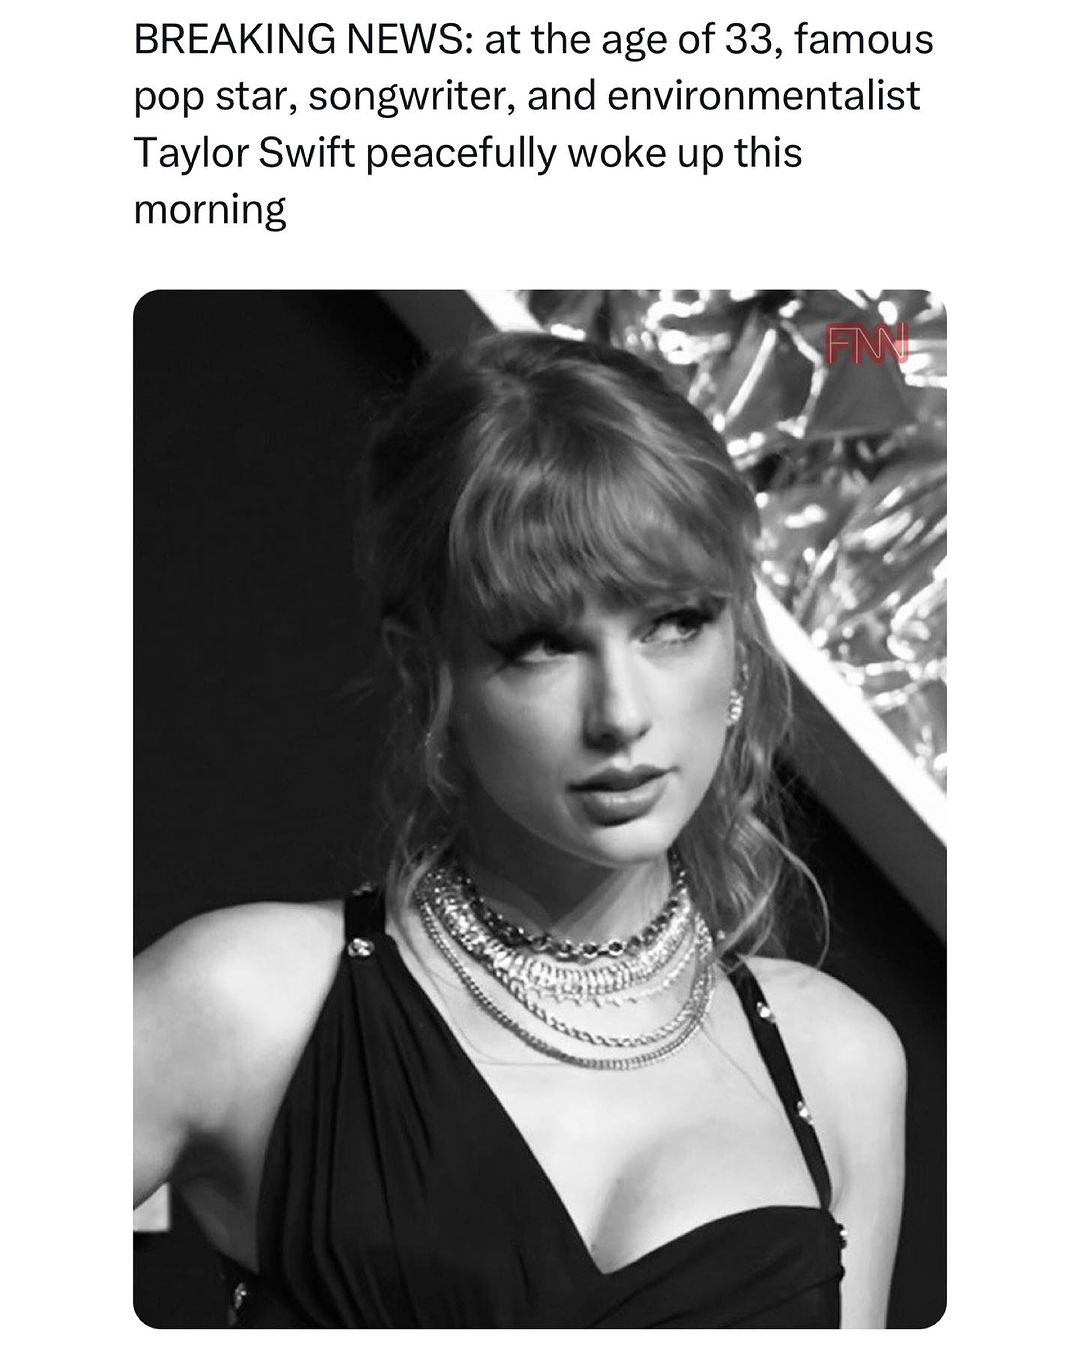 BREAKING NEWS: at the age of 33, famous
pop star, songwriter, and environmentalist
Taylor Swift peacefully woke up this
morning
FNN